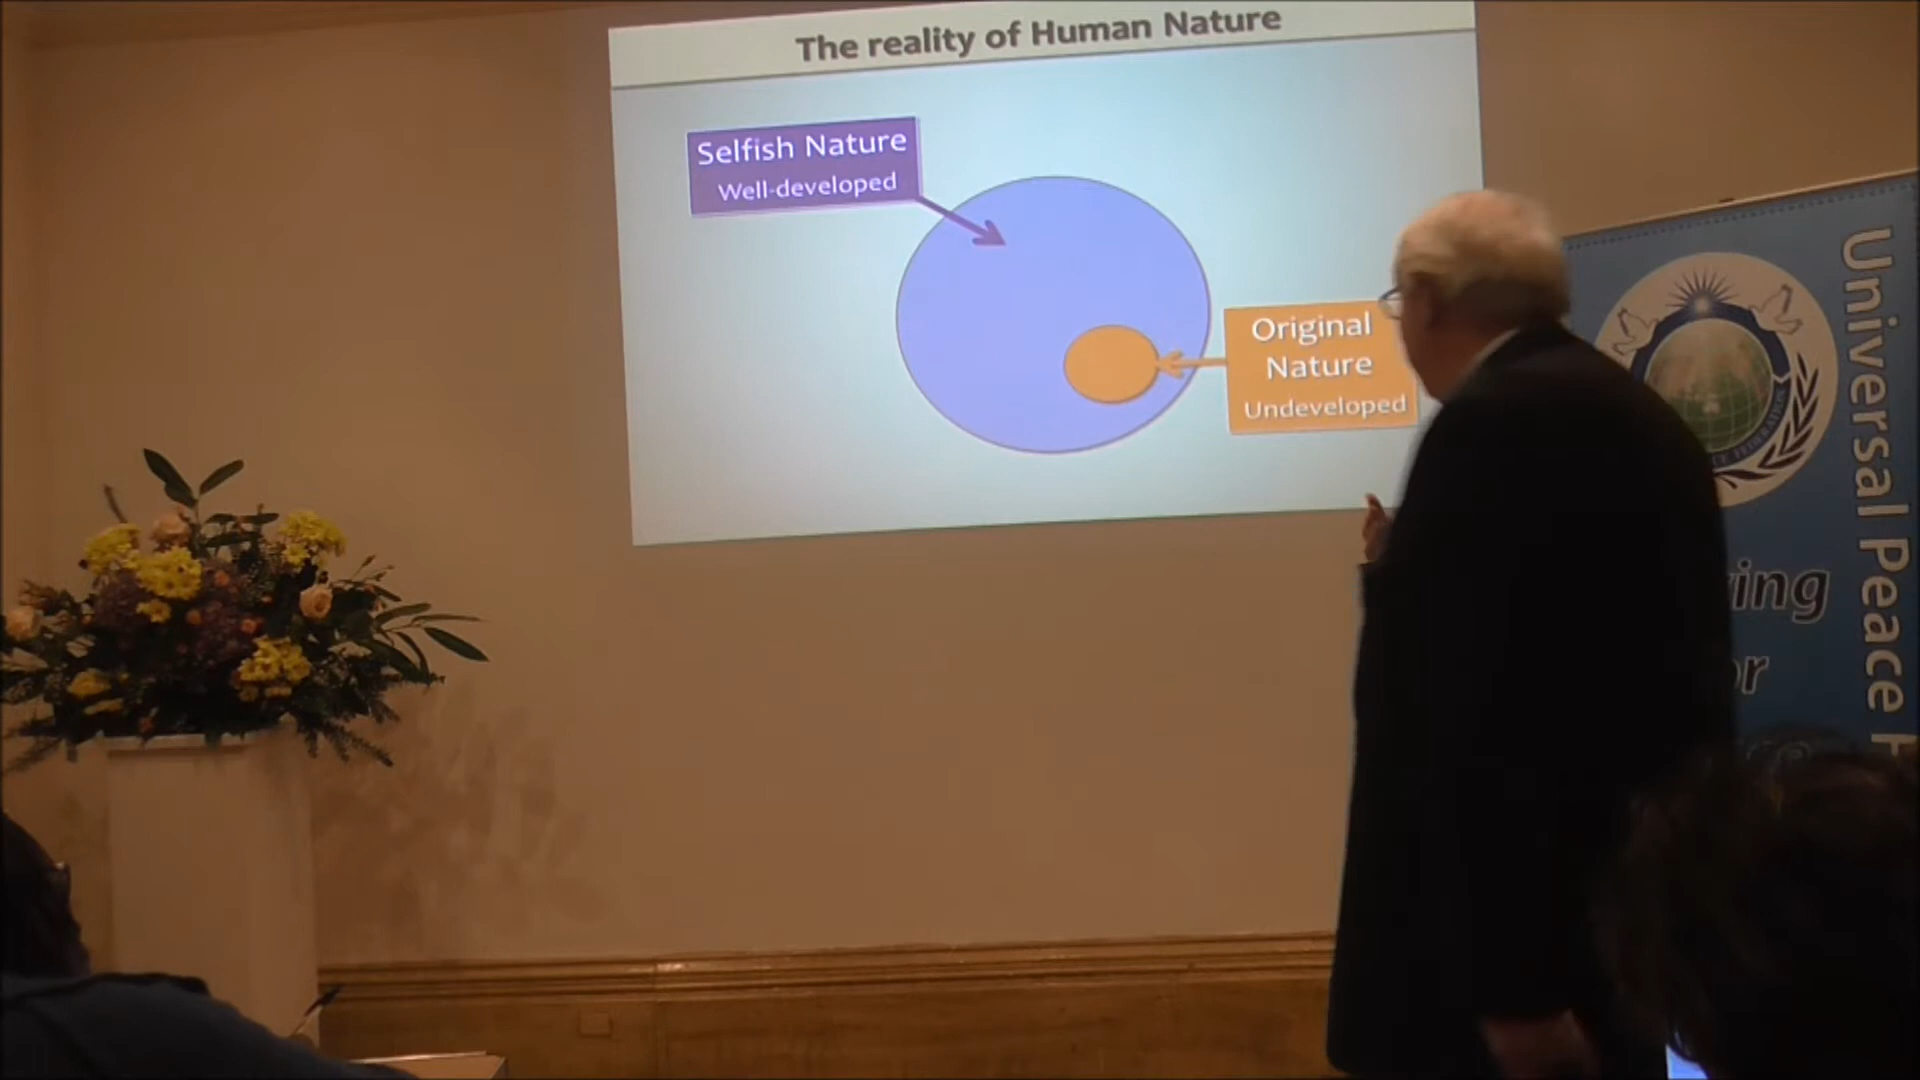 The reality of Human Nature
Selfish Nature
Well-developed
Original
Nature
Undeveloped
Universal Peace